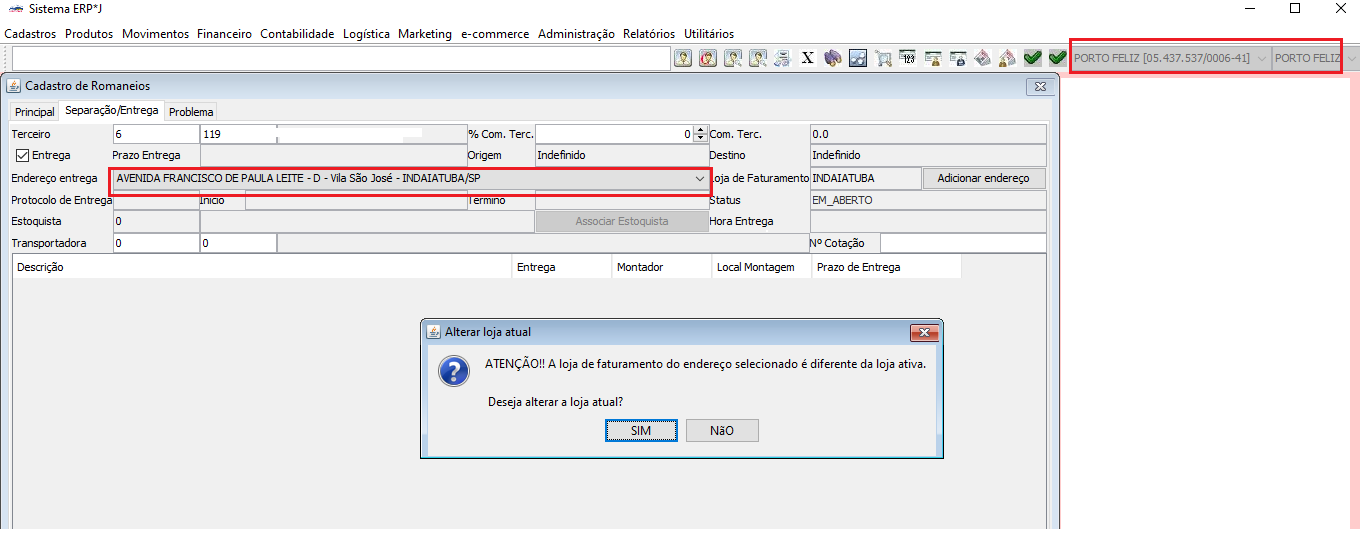 Sistema ERP*J
Cadastros Produtos Movimentos Financeiro Contabilidade Logística Marketing e-commerce Administração Relatórios Utilitários
X 123 PORTO FELIZ [05.437.537/0006-41] PORTO FELIZ
Cadastro de Romaneios
Principal Separação/Entrega Problema
Terceiro 6 119 % Com. Terc. 0 Com. Terc. 0.0
Entrega Prazo Entrega Origem Indefinido Destino Indefinido
Endereço entrega AVENIDA FRANCISCO DE PAULA LEITE - D - Vila São José - INDAIATUBA/SP Loja de Faturamento INDAIATUBA Adicionar endereço
Protocolo de Entrega Início Término Status EM_ABERTO
Estoquista 0 Associar Estoquista Hora Entrega
Transportadora 0 0 Nº Cotação
Descrição Entrega Montador Local Montagem Prazo de Entrega
Alterar loja atual
ATENÇÃO!! A loja de faturamento do endereço selecionado é diferente da loja ativa.
Deseja alterar a loja atual?
SIM NãO